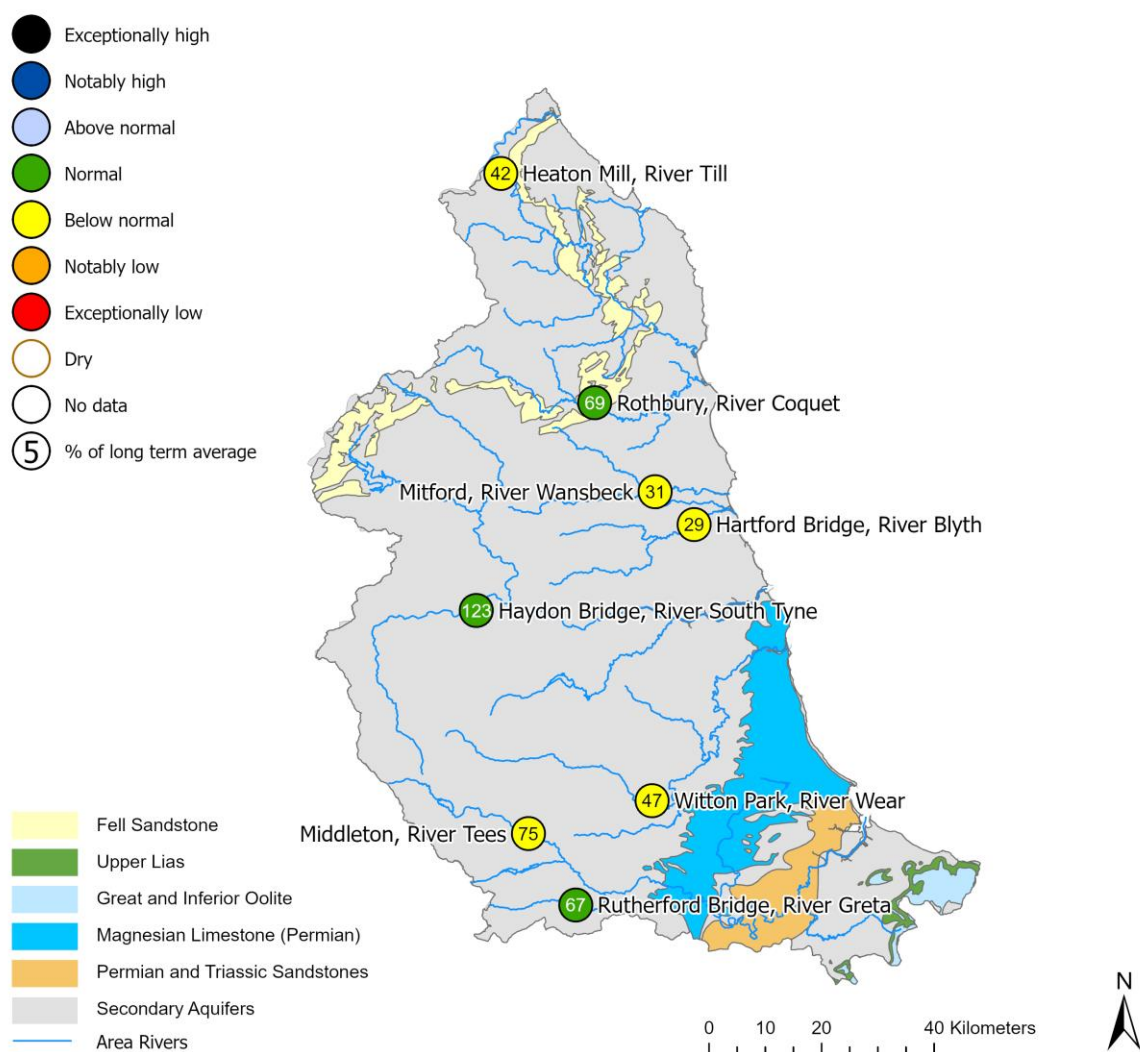 Exceptionally high
Notably high
Above normal
Normal
Below normal
Notably low
Exceptionally low
Dry
No data
5 % of long term average
42 Heaton Mill, River Till
69 Rothbury, River Coquet
Mitford, River Wansbeck 31
29 Hartford Bridge, River Blyth
123 Haydon Bridge, River South Tyne
47 Witton Park, River Wear
Middleton, River Tees 75
67 Rutherford Bridge, River Greta
Fell Sandstone
Upper Lias
Great and Inferior Oolite
Magnesian Limestone (Permian)
Permian and Triassic Sandstones
Secondary Aquifers
Area Rivers
N
0 10 20 40 Kilometers